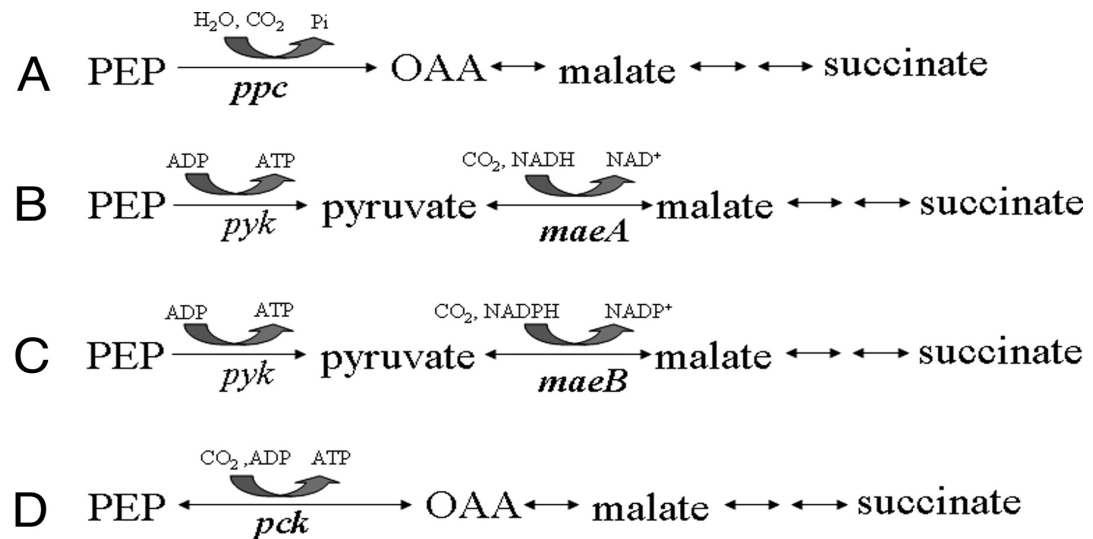 H₂O, CO₂ Pi
A PEP OAA malate succinate
ppc
ADP ATP CO₂, NADH NAD⁺
B PEP pyruvate malate succinate
pyk maeA
ADP ATP CO₂, NADPH NADP⁺
C PEP pyruvate malate succinate
pyk maeB
CO₂ ,ADP ATP
D PEP OAA malate succinate
pck